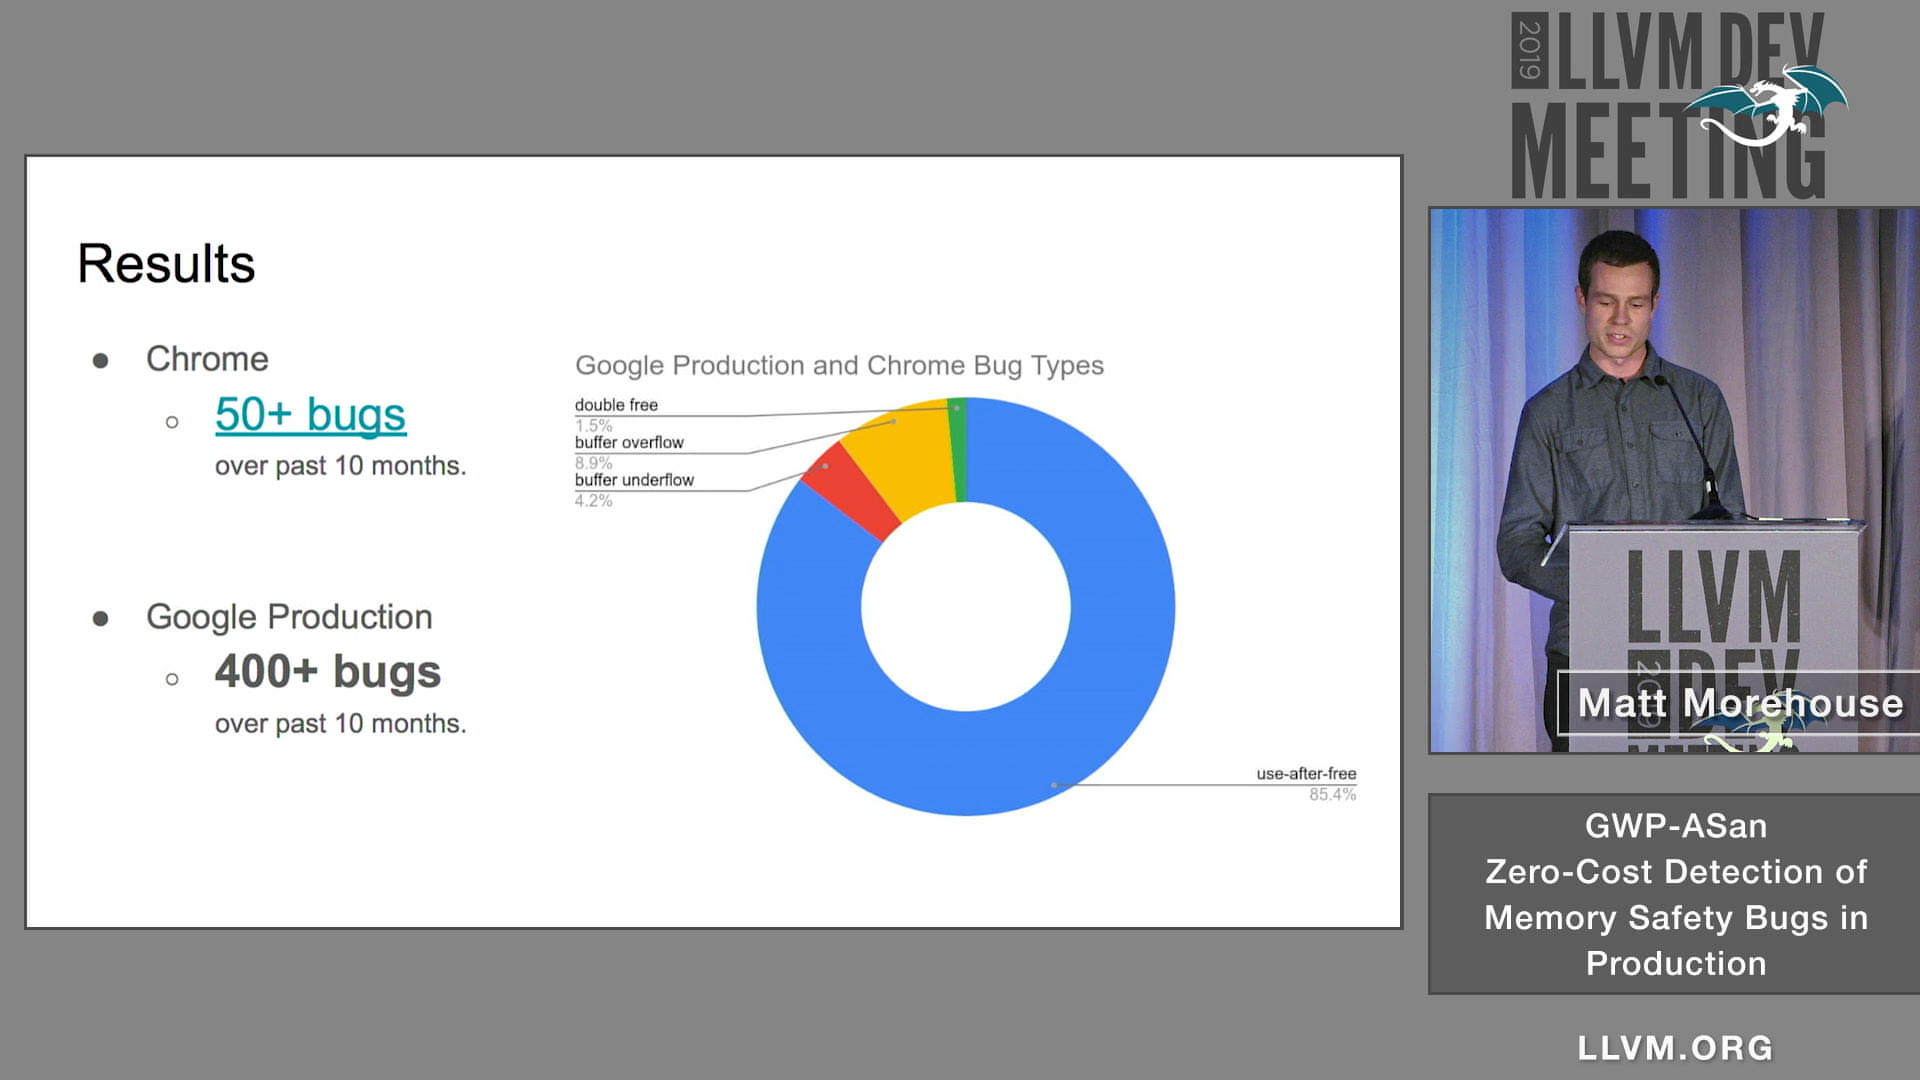 2019
LLVM DEV
MEETING
Results
● Chrome
○ 50+ bugs
over past 10 months.
● Google Production
○ 400+ bugs
over past 10 months.
Google Production and Chrome Bug Types
double free
1.5%
buffer overflow
8.9%
buffer underflow
4.2%
use-after-free
85.4%
LLVM
2019
DEV
MEETING
Matt Morehouse
GWP-ASan
Zero-Cost Detection of
Memory Safety Bugs in
Production
LLVM.ORG